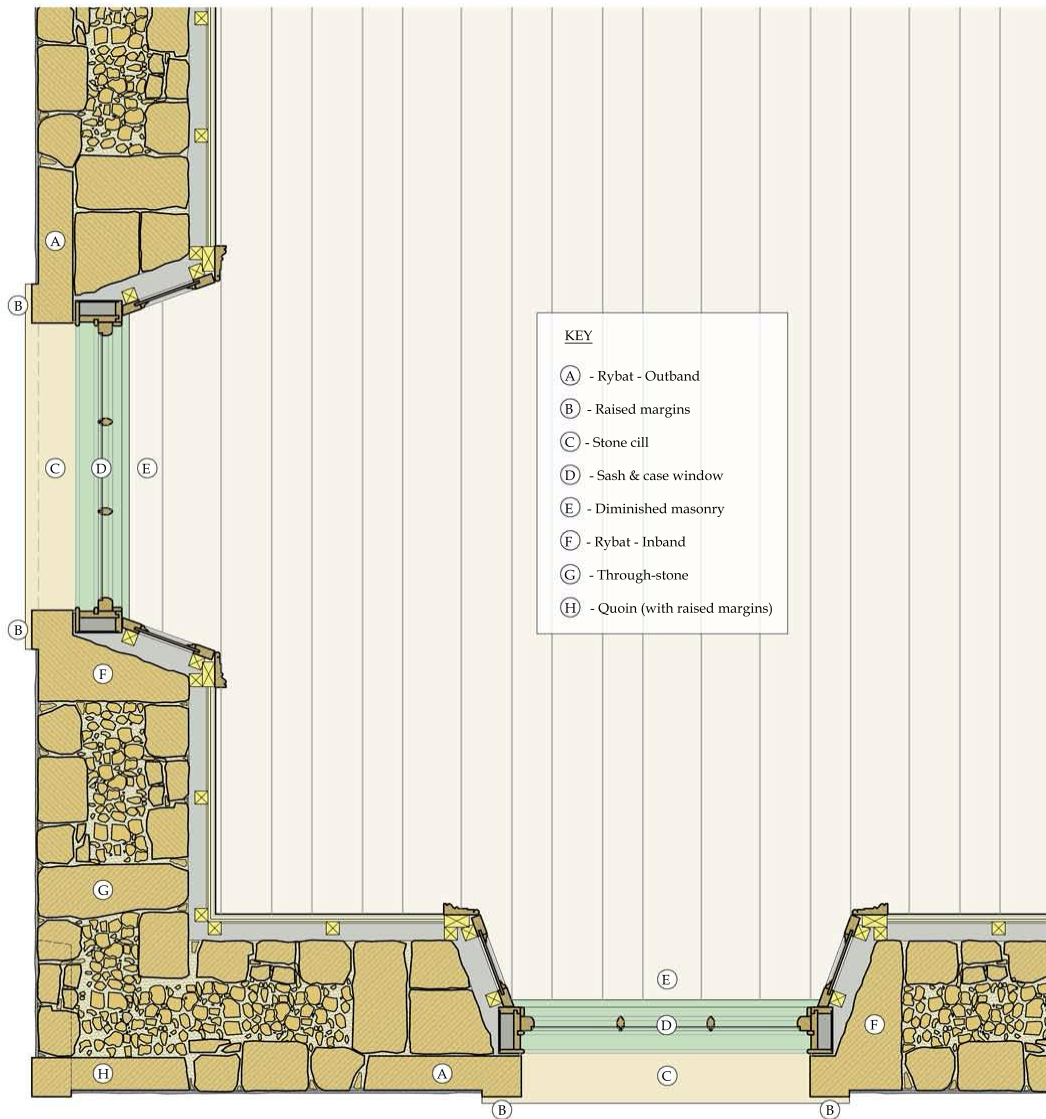 A
B
KEY
A - Rybat - Outband
B - Raised margins
C - Stone cill
D - Sash & case window
E - Diminished masonry
F - Rybat - Inband
G - Through-stone
H - Quoin (with raised margins)
C D E
B
F
G
E
D F
H A C
B B